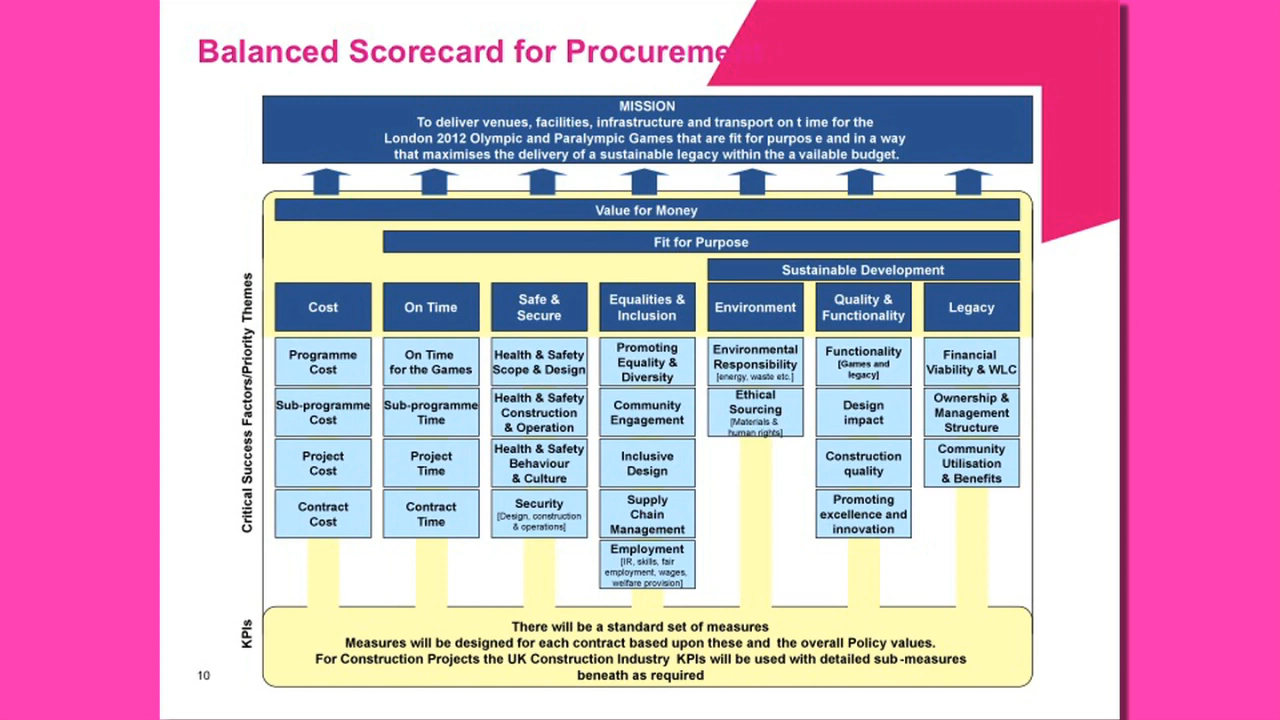 Balanced Scorecard for Procurement
MISSION
To deliver venues, facilities, infrastructure and transport on t ime for the
London 2012 Olympic and Paralympic Games that are fit for purpos e and in a way
that maximises the delivery of a sustainable legacy within the a vailable budget.
Value for Money
Fit for Purpose
Sustainable Development
Critical Success Factors/Priority Themes
Cost
On Time
Safe &
Secure
Equalities &
Inclusion
Environment
Quality &
Functionality
Legacy
Programme
Cost
On Time
for the Games
Health & Safety
Scope & Design
Promoting
Equality &
Diversity
Environmental
Responsibility
[energy, waste etc.]
Functionality
[Games and
legacy]
Financial
Viability & WLC
Sub-programme
Cost
Sub-programme
Time
Health & Safety
Construction
& Operation
Community
Engagement
Ethical
Sourcing
[Materials &
human rights]
Design
impact
Ownership &
Management
Structure
Project
Cost
Project
Time
Health & Safety
Behaviour
& Culture
Inclusive
Design
Construction
quality
Community
Utilisation
& Benefits
Contract
Cost
Contract
Time
Security
[Design, construction
& operations]
Supply
Chain
Management
Promoting
excellence and
innovation
Employment
[IR, skills, fair
employment, wages,
welfare provision]
KPIs
There will be a standard set of measures
Measures will be designed for each contract based upon these and the overall Policy values.
For Construction Projects the UK Construction Industry KPIs will be used with detailed sub-measures
beneath as required
10